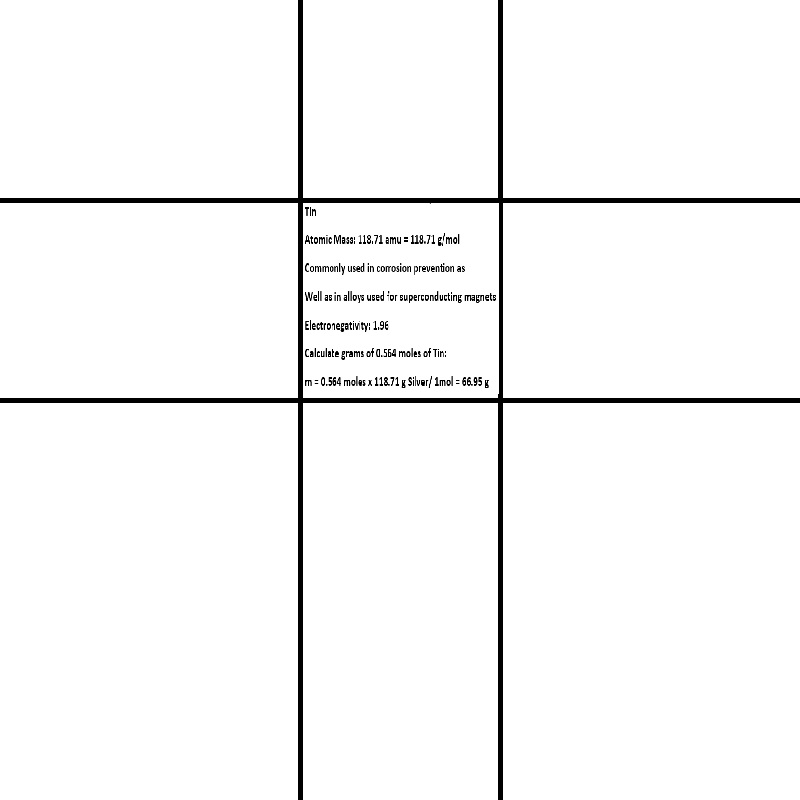 Tin
Atomic Mass: 118.71 amu = 118.71 g/mol
Commonly used in corrosion prevention as
Well as in alloys used for superconducting magnets
Electronegativity: 1.96
Calculate grams of 0.564 moles of Tin:
m = 0.564 moles x 118.71 g Silver/ 1mol = 66.95 g